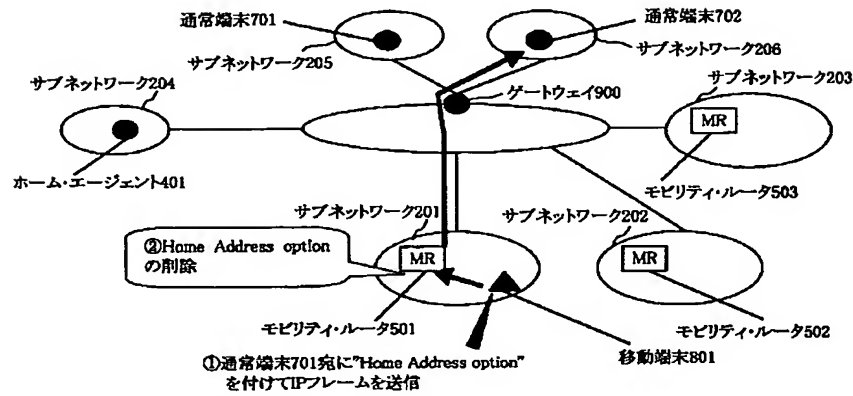 通常端末701
通常端末702
サブネットワーク205
サブネットワーク206
サブネットワーク204
サブネットワーク203
ゲートウェイ900
MR
ホーム・エージェント401
モビリティ・ルータ503
サブネットワーク201
サブネットワーク202
②Home Address option
の削除
MR
MR
モビリティ・ルータ501
モビリティ・ルータ502
移動端末801
①通常端末701宛に"Home Address option"
を付けてIPフレームを送信